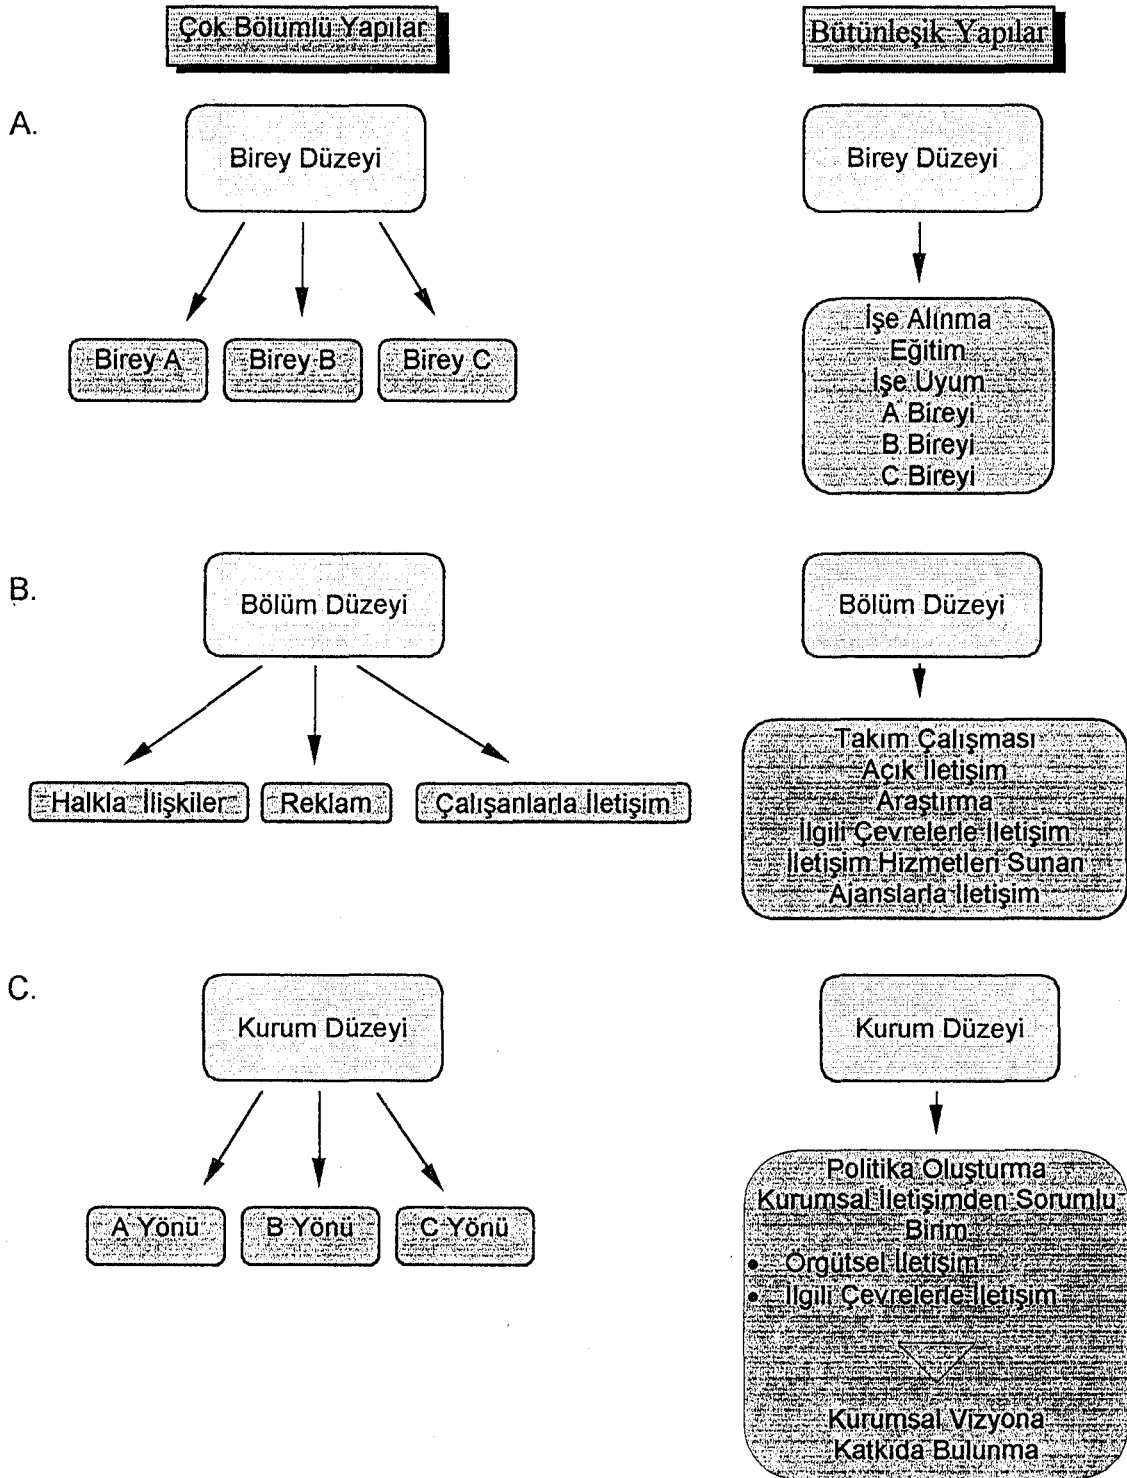 Çok Bölümlü Yapılar
Bütünleşik Yapılar
A.
Birey Düzeyi
Birey A
Birey B
Birey C
Birey Düzeyi
İşe Alınma
Eğitim
İşe Uyum
A Bireyi
B Bireyi
C Bireyi
B.
Bölüm Düzeyi
Halkla İlişkiler
Reklam
Çalışanlarla İletişim
Bölüm Düzeyi
Takım Çalışması
Açık İletişim
Araştırma
İlgili Çevrelerle İletişim
İletişim Hizmetleri Sunan
Ajanslarla İletişim
C.
Kurum Düzeyi
A Yönü
B Yönü
C Yönü
Kurum Düzeyi
Politika Oluşturma
Kurumsal İletişimden Sorumlu
Birim
• Örgütsel İletişim
• İlgili Çevrelerle İletişim
Kurumsal Vizyona
Katkıda Bulunma